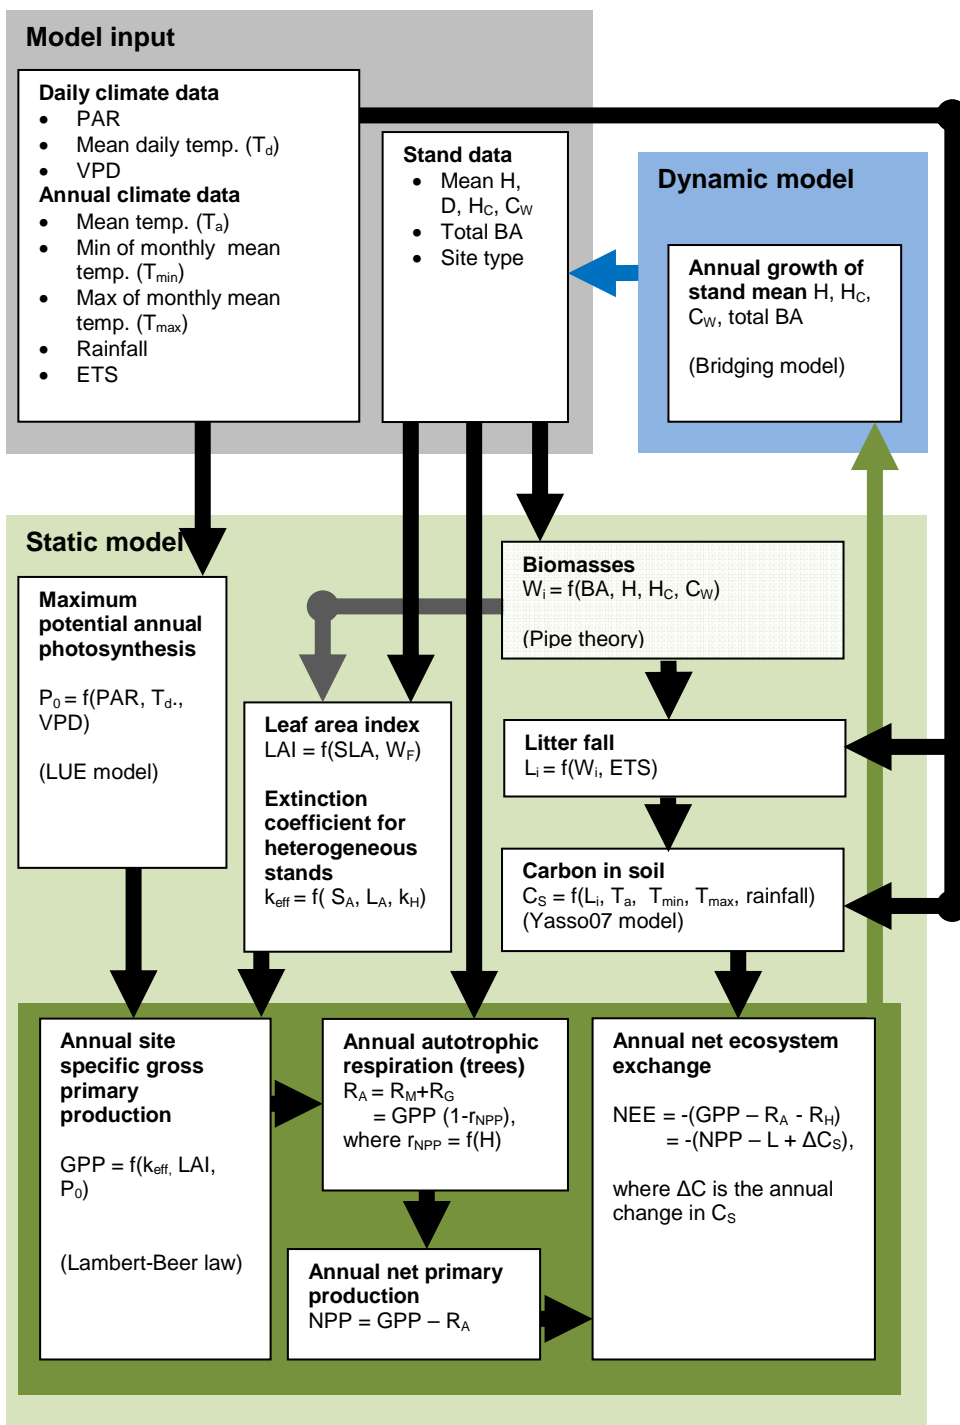 Model input
Daily climate data
• PAR
• Mean daily temp. (Td)
• VPD
Annual climate data
• Mean temp. (Ta)
• Min of monthly mean
temp. (Tmin)
• Max of monthly mean
temp. (Tmax)
• Rainfall
• ETS
Stand data
• Mean H,
D, HC, CW
• Total BA
• Site type
Dynamic model
Annual growth of
stand mean H, HC,
CW, total BA
(Bridging model)
Static model
Maximum
potential annual
photosynthesis
P0 = f(PAR, Td.,
VPD)
(LUE model)
Biomasses
Wi = f(BA, H, HC, CW)
(Pipe theory)
Leaf area index
LAI = f(SLA, WF)
Extinction
coefficient for
heterogeneous
stands
keff = f( SA, LA, kH)
Litter fall
Li = f(Wi, ETS)
Carbon in soil
CS = f(Li, Ta, Tmin, Tmax, rainfall)
(Yasso07 model)
Annual site
specific gross
primary
production
GPP = f(keff, LAI,
P0)
(Lambert-Beer law)
Annual autotrophic
respiration (trees)
RA = RM+RG
= GPP (1-rNPP),
where rNPP = f(H)
Annual net primary
production
NPP = GPP – RA
Annual net ecosystem
exchange
NEE = -(GPP – RA - RH)
= -(NPP – L + ΔCS),
where ΔC is the annual
change in CS